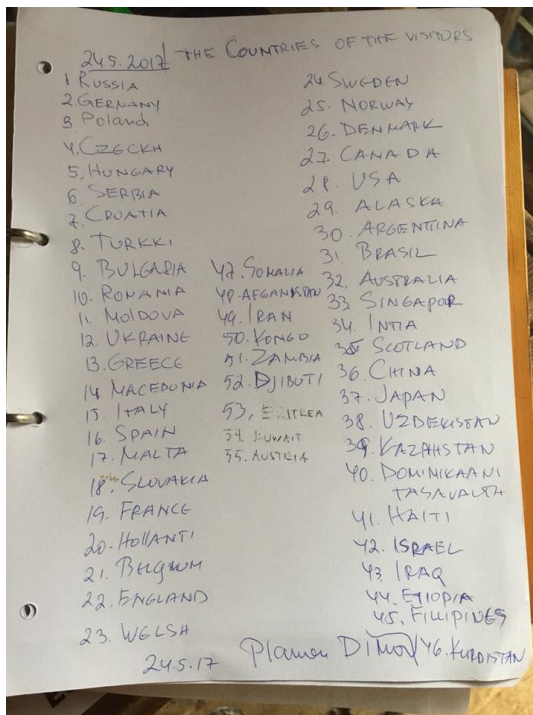 24.5.2017 THE COUNTRIES OF THE VISITORS
1 RUSSIA
2 GERMANY
3 Poland
4. CZECKH
5. HUNGARY
6 SERBIA
7. CROATIA
8. TURKKI
9. BULGARIA
10. ROMANIA
11. MOLDOVA
12. UKRAINE
13. GREECE
14 MACEDONIA
15 ITALY
16. SPAIN
17. MALTA
18. SLOVAKIA
19. FRANCE
20. HOLLANTI
21. BELGIUM
22. ENGLAND
23. WELSH
24 SWEDEN
25. NORWAY
26. DENMARK
27. CANADA
28. USA
29. ALASKA
30. ARGENTINA
31. BRASIL
32. AUSTRALIA
33 SINGAPOR
34. INTIA
35 SCOTLAND
36. CHINA
37. JAPAN
38. UZDEKISTAN
39. KAZAHSTAN
40. DOMINIKAANI
TASAVALTA
41. HAITI
42. ISRAEL
43. IRAQ
44. ETIOPIA
45. FILIPINES
46. KURDISTAN
47. SOMALIA
48. AFGANISTAN
49. IRAN
50. KONGO
51. ZAMBIA
52. DJIBUTI
53. ERITREA
54. KUWAIT
55. AUSTRIA
24.5.17 Plamen DIMOV